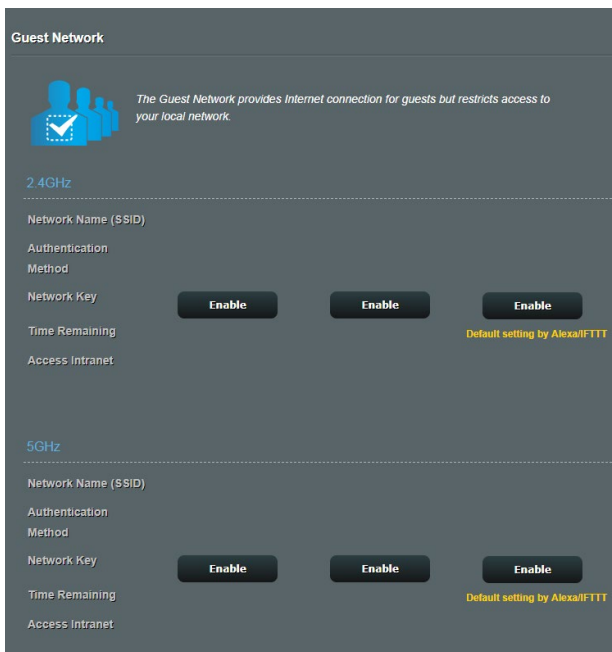 Guest Network
The Guest Network provides Internet connection for guests but restricts access to
your local network.
2.4GHz
Network Name (SSID)
Authentication
Method
Network Key
Enable
Enable
Enable
Time Remaining
Default setting by Alexa/IFTTT
Access Intranet
5GHz
Network Name (SSID)
Authentication
Method
Network Key
Enable
Enable
Enable
Time Remaining
Default setting by Alexa/IFTTT
Access Intranet